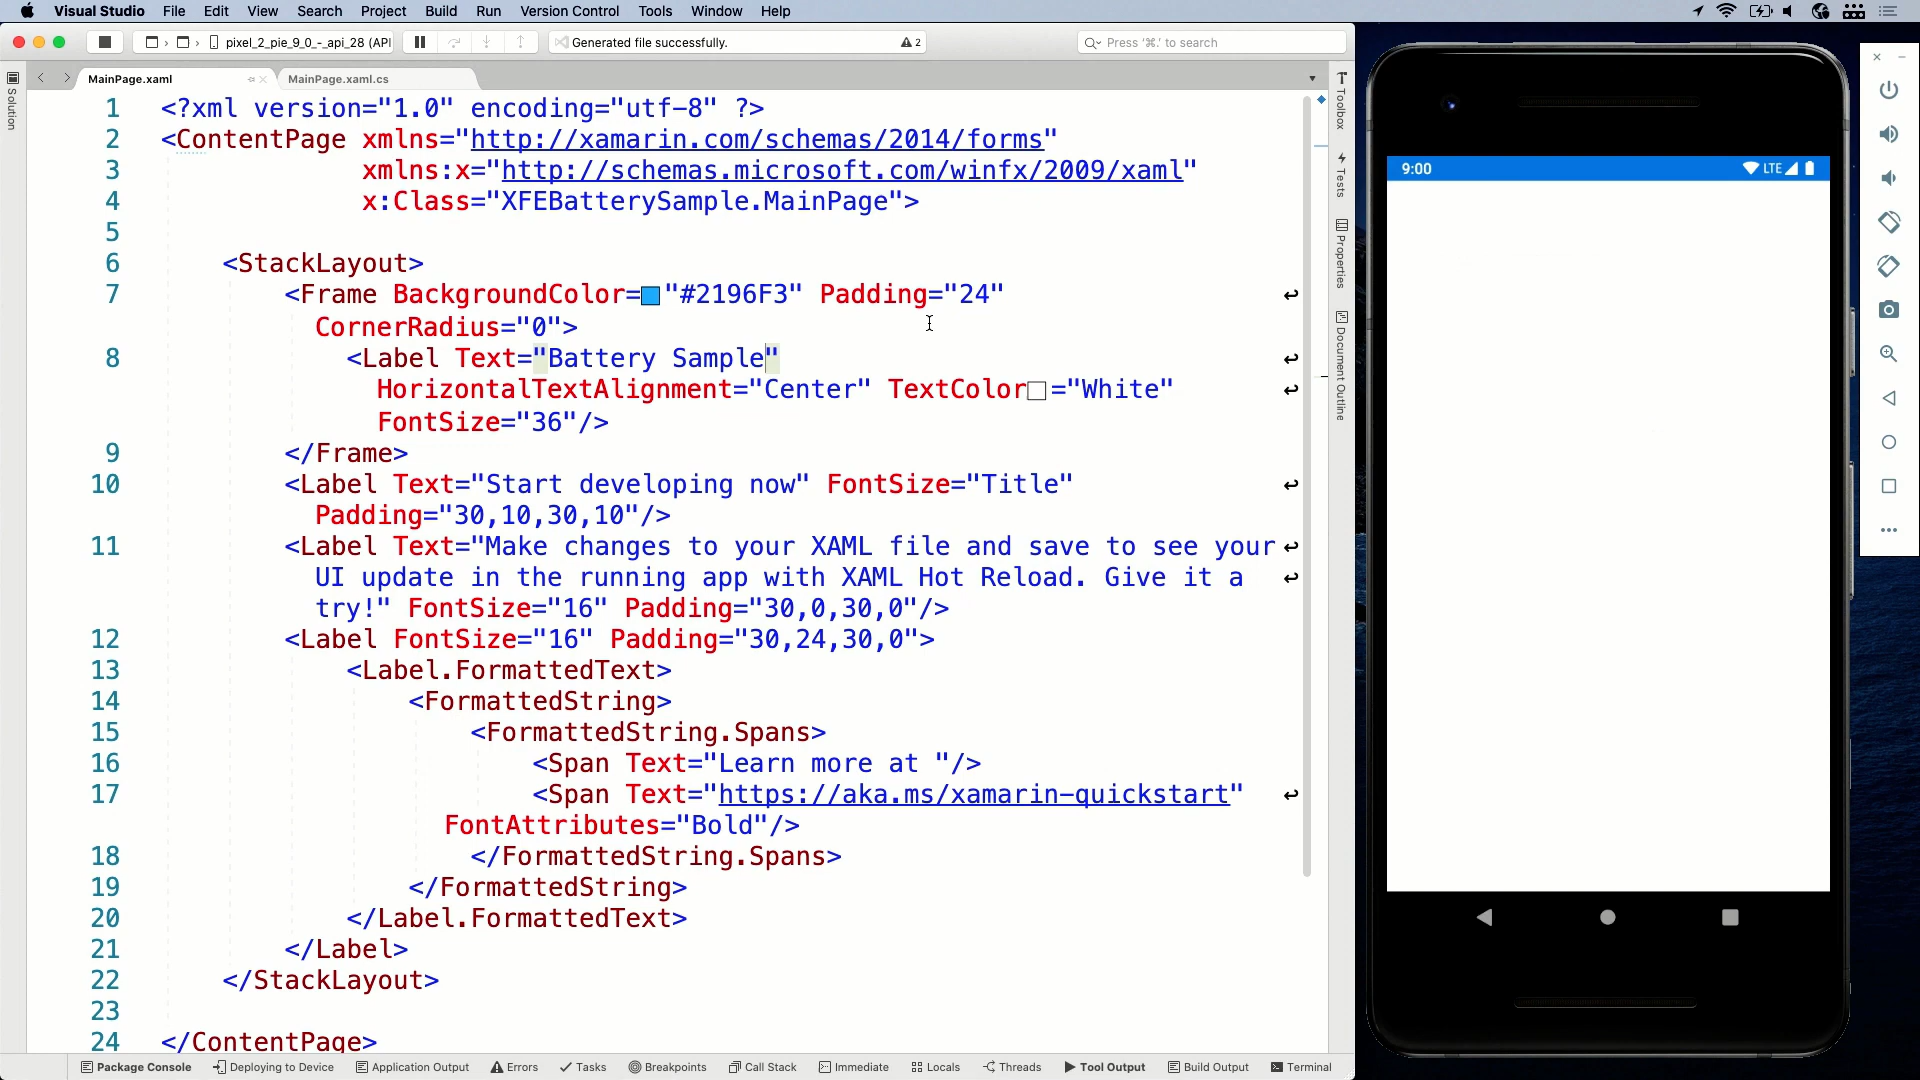 Visual Studio File Edit View Search Project Build Run Version Control Tools Window Help
pixel_2_pie_9_0_-_api_28 (API Generated file successfully. 2 Press '⌘.' to search
MainPage.xaml MainPage.xaml.cs
Solution
1 <?xml version="1.0" encoding="utf-8" ?>
2 <ContentPage xmlns="http://xamarin.com/schemas/2014/forms"
3 xmlns:x="http://schemas.microsoft.com/winfx/2009/xaml"
4 x:Class="XFEBatterySample.MainPage">
5
6 <StackLayout>
7 <Frame BackgroundColor="#2196F3" Padding="24"
CornerRadius="0">
8 <Label Text="Battery Sample"
HorizontalTextAlignment="Center" TextColor="White"
FontSize="36"/>
9 </Frame>
10 <Label Text="Start developing now" FontSize="Title"
Padding="30,10,30,10"/>
11 <Label Text="Make changes to your XAML file and save to see your
UI update in the running app with XAML Hot Reload. Give it a
try!" FontSize="16" Padding="30,0,30,0"/>
12 <Label FontSize="16" Padding="30,24,30,0">
13 <Label.FormattedText>
14 <FormattedString>
15 <FormattedString.Spans>
16 <Span Text="Learn more at "/>
17 <Span Text="https://aka.ms/xamarin-quickstart"
FontAttributes="Bold"/>
18 </FormattedString.Spans>
19 </FormattedString>
20 </Label.FormattedText>
21 </Label>
22 </StackLayout>
23
24 </ContentPage>
Toolbox
Tests
Properties
Document Outline
9:00 LTE
Package Console Deploying to Device Application Output Errors Tasks Breakpoints Call Stack Immediate Locals Threads Tool Output Build Output Terminal